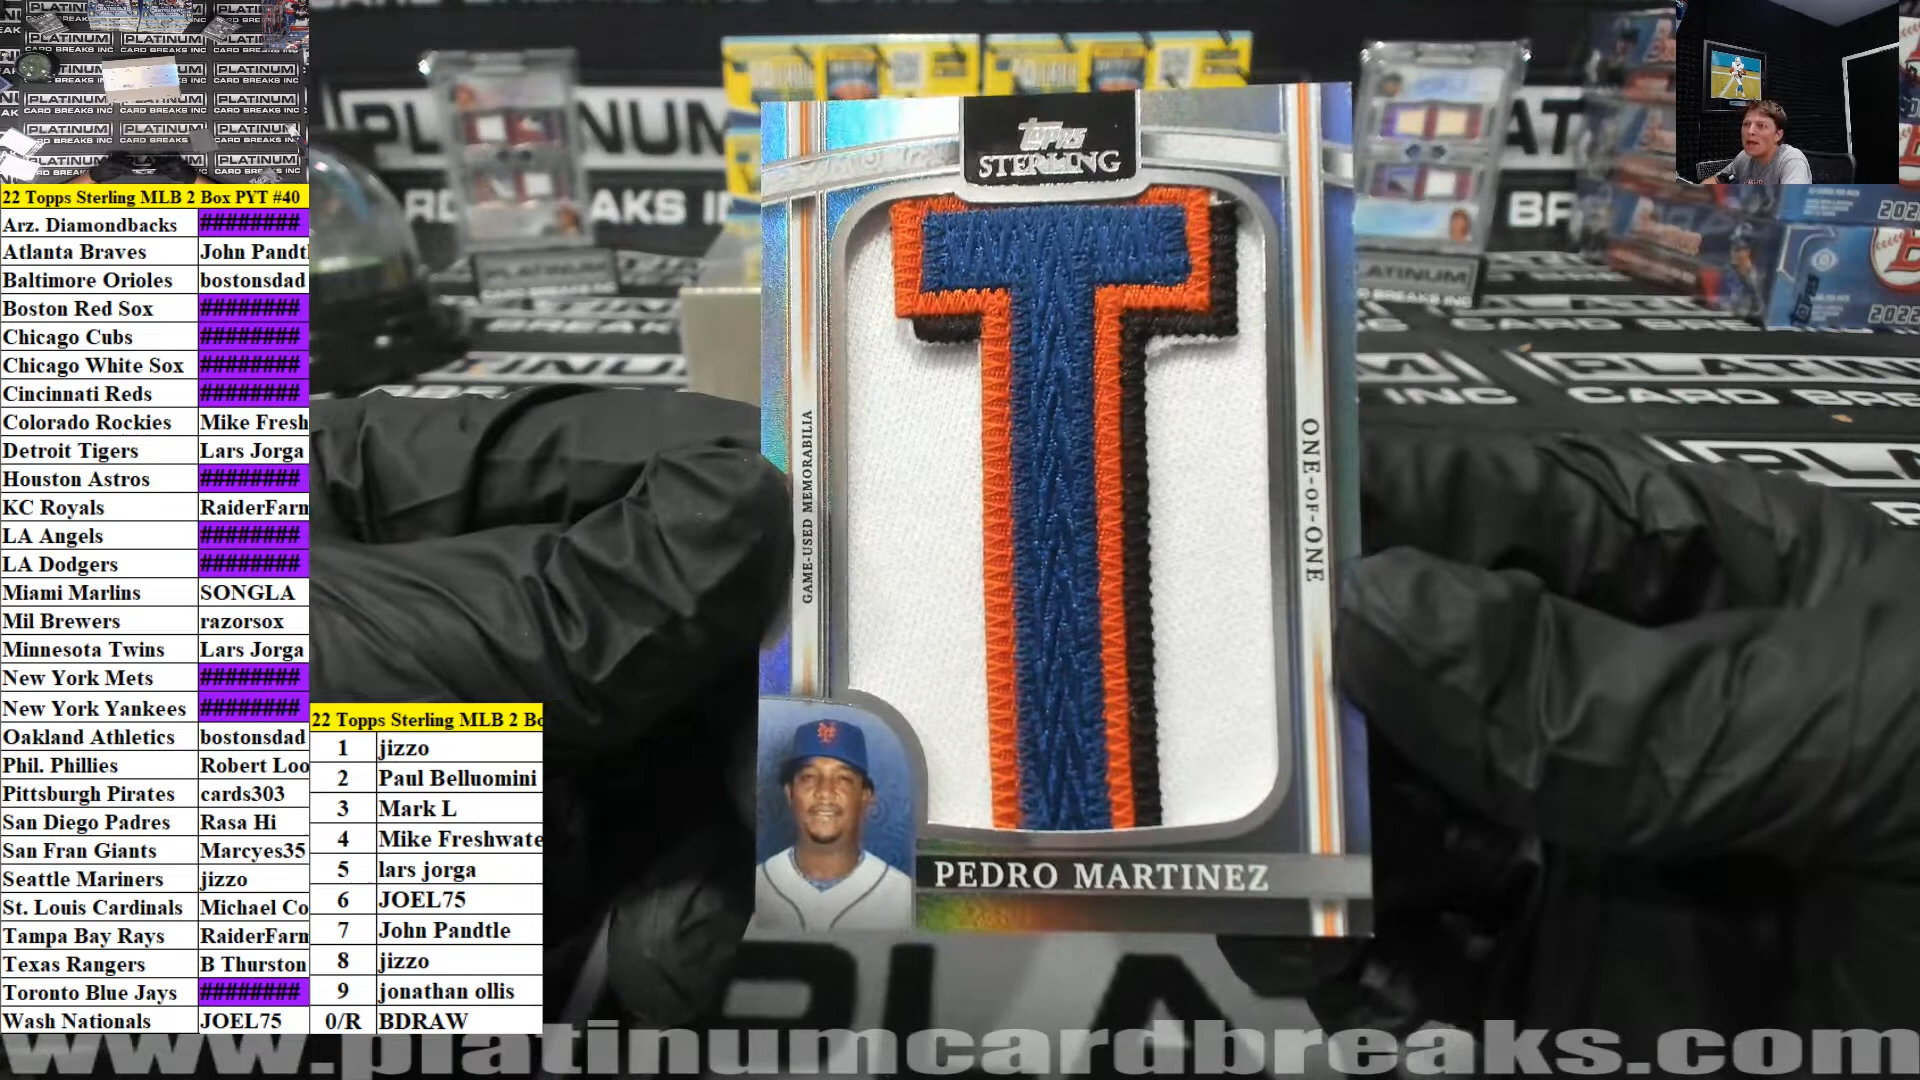 22 Topps Sterling MLB 2 Box PYT #40
Arz. Diamondbacks ########
Atlanta Braves John Pandtl
Baltimore Orioles bostonsdad
Boston Red Sox ########
Chicago Cubs ########
Chicago White Sox ########
Cincinnati Reds ########
Colorado Rockies Mike Fresh
Detroit Tigers Lars Jorga
Houston Astros ########
KC Royals RaiderFarm
LA Angels ########
LA Dodgers ########
Miami Marlins SONGLA
Mil Brewers razorsox
Minnesota Twins Lars Jorga
New York Mets ########
New York Yankees ########
Oakland Athletics bostonsdad
Phil. Phillies Robert Loo
Pittsburgh Pirates cards303
San Diego Padres Rasa Hi
San Fran Giants Marcyes35
Seattle Mariners jizzo
St. Louis Cardinals Michael Co
Tampa Bay Rays RaiderFarm
Texas Rangers B Thurston
Toronto Blue Jays ########
Wash Nationals JOEL75
22 Topps Sterling MLB 2 Bo
1 jizzo
2 Paul Belluomini
3 Mark L
4 Mike Freshwate
5 lars jorga
6 JOEL75
7 John Pandtle
8 jizzo
9 jonathan ollis
0/R BDRAW
topps
STERLING
T
GAME-USED MEMORABILIA
ONE-OF-ONE
PEDRO MARTINEZ
PLATINUM
CARD BREAKS INC
www.platinumcardbreaks.com